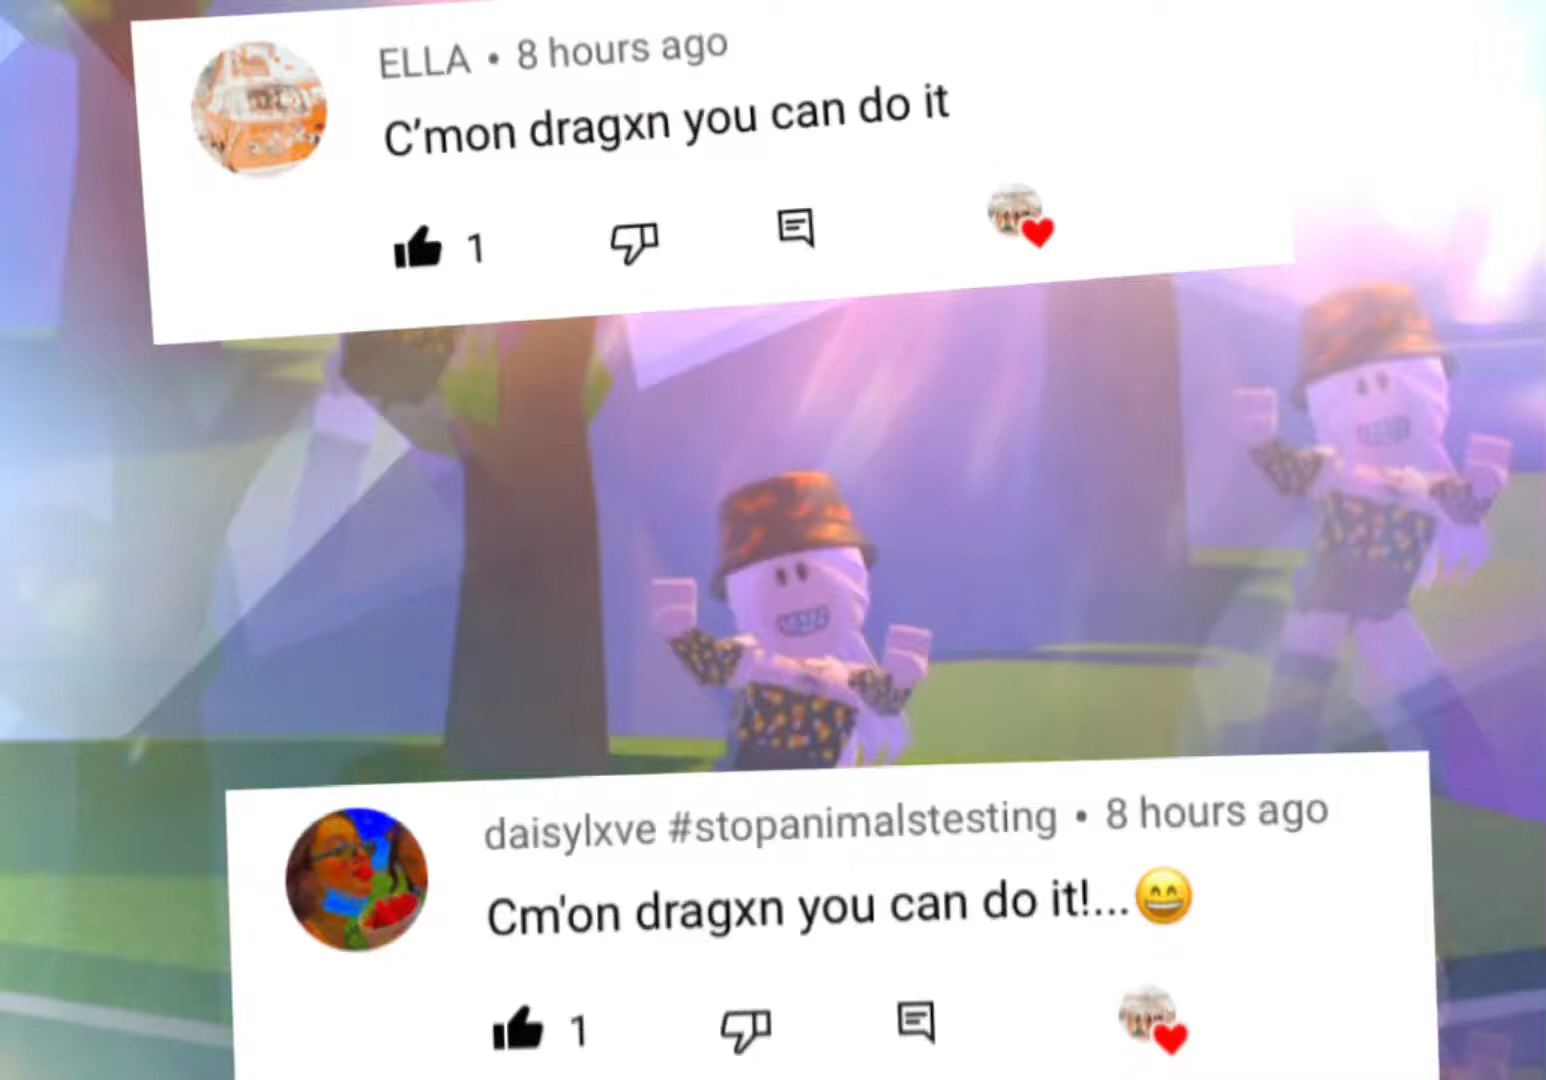 ELLA • 8 hours ago
C’mon dragxn you can do it
1
daisylxve #stopanimalstesting • 8 hours ago
Cm'on dragxn you can do it!...😄
1